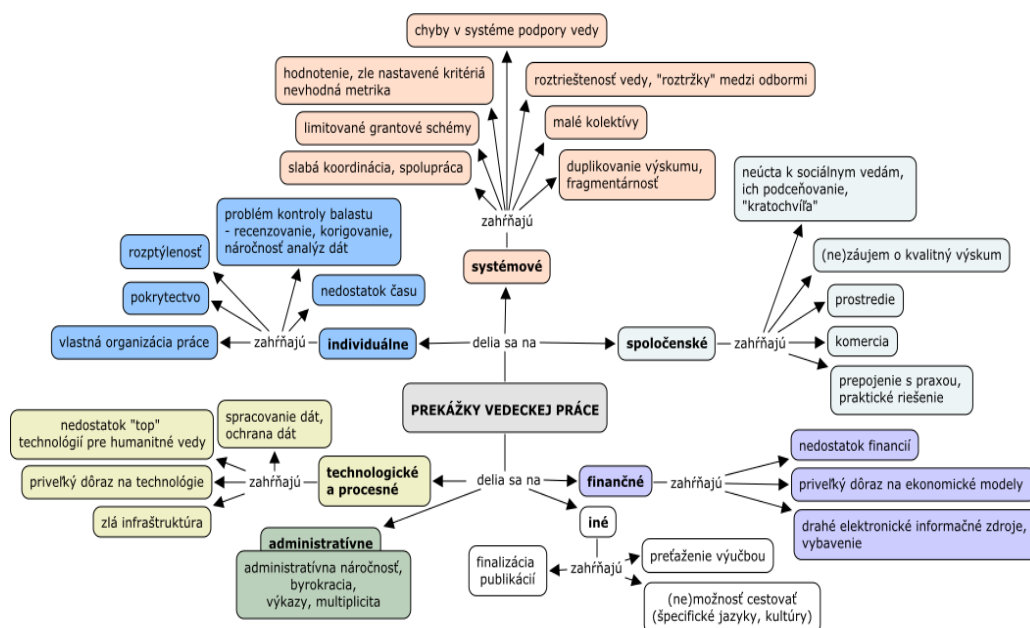 chyby v systéme podpory vedy
hodnotenie, zle nastavené kritériá
nevhodná metrika
roztrieštenosť vedy, "roztržky" medzi odbormi
limitované grantové schémy
malé kolektívy
slabá koordinácia, spolupráca
duplikovanie výskumu,
fragmentárnosť
zahŕňajú
systémové
neúcta k sociálnym vedám,
ich podceňovanie,
"kratochvíľa"
(ne)záujem o kvalitný výskum
prostredie
komercia
prepojenie s praxou,
praktické riešenie
zahŕňajú
spoločenské
problém kontroly balastu
- recenzovanie, korigovanie,
náročnosť analýz dát
rozptýlenosť
pokrytectvo
nedostatok času
vlastná organizácia práce
zahŕňajú
individuálne
delia sa na
PREKÁŽKY VEDECKEJ PRÁCE
delia sa na
nedostatok "top"
technológií pre humanitné vedy
spracovanie dát,
ochrana dát
priveľký dôraz na technológie
zlá infraštruktúra
zahŕňajú
technologické
a procesné
administratívne
administratívna náročnosť,
byrokracia,
výkazy, multiplicita
finančné
zahŕňajú
nedostatok financií
priveľký dôraz na ekonomické modely
drahé elektronické informačné zdroje,
vybavenie
iné
zahŕňajú
finalizácia
publikácií
preťaženie výučbou
(ne)možnosť cestovať
(špecifické jazyky, kultúry)